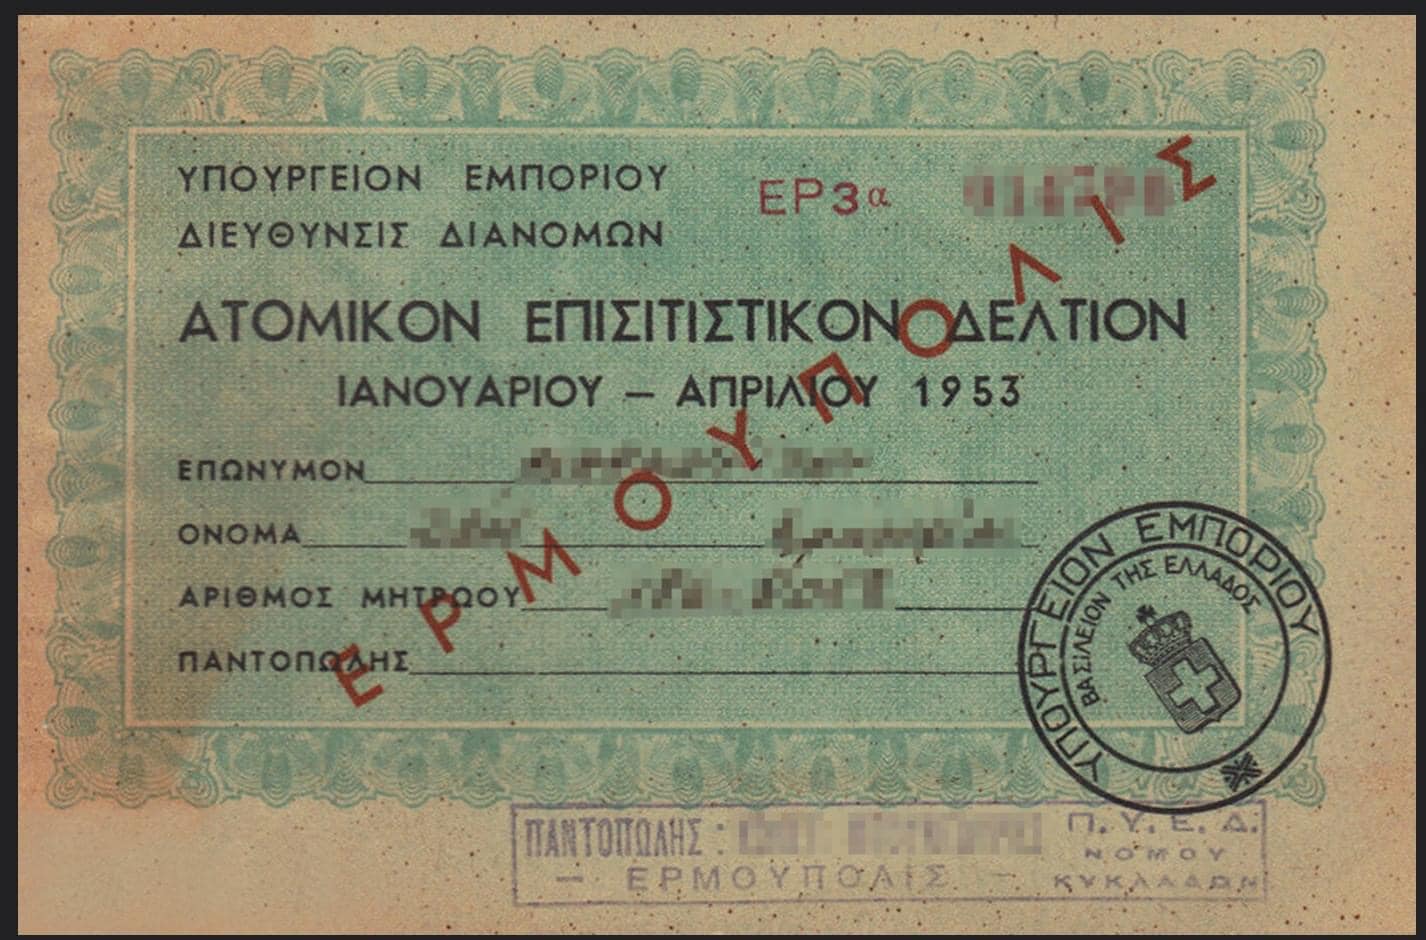 ΥΠΟΥΡΓΕΙΟΝ ΕΜΠΟΡΙΟΥ
ΔΙΕΥΘΥΝΣΙΣ ΔΙΑΝΟΜΩΝ
ΕΡ3α
ΑΤΟΜΙΚΟΝ ΕΠΙΣΙΤΙΣΤΙΚΟΝ ΔΕΛΤΙΟΝ
ΙΑΝΟΥΑΡΙΟΥ – ΑΠΡΙΛΙΟΥ 1953
ΕΠΩΝΥΜΟΝ
ΟΝΟΜΑ
ΑΡΙΘΜΟΣ ΜΗΤΡΩΟΥ
ΠΑΝΤΟΠΩΛΗΣ
ΕΡΜΟΥΠΟΛΙΣ
ΥΠΟΥΡΓΕΙΟΝ ΕΜΠΟΡΙΟΥ
ΒΑΣΙΛΕΙΟΝ ΤΗΣ ΕΛΛΑΔΟΣ
ΠΑΝΤΟΠΩΛΗΣ :
— ΕΡΜΟΥΠΟΛΙΣ —
Π. Υ. Ε. Δ.
ΝΟΜΟΥ
ΚΥΚΛΑΔΩΝ